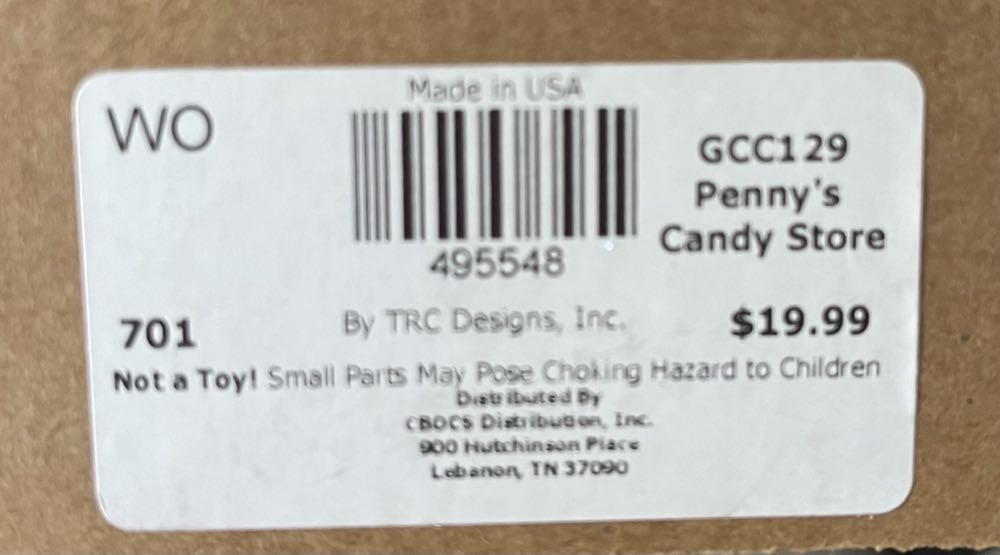 Made in USA
WO
GCC129
Penny's
Candy Store
495548
701
By TRC Designs, Inc.
$19.99
Not a Toy! Small Parts May Pose Choking Hazard to Children
Distributed By
CBOCS Distribution, Inc.
900 Hutchinson Place
Lebanon, TN 37090